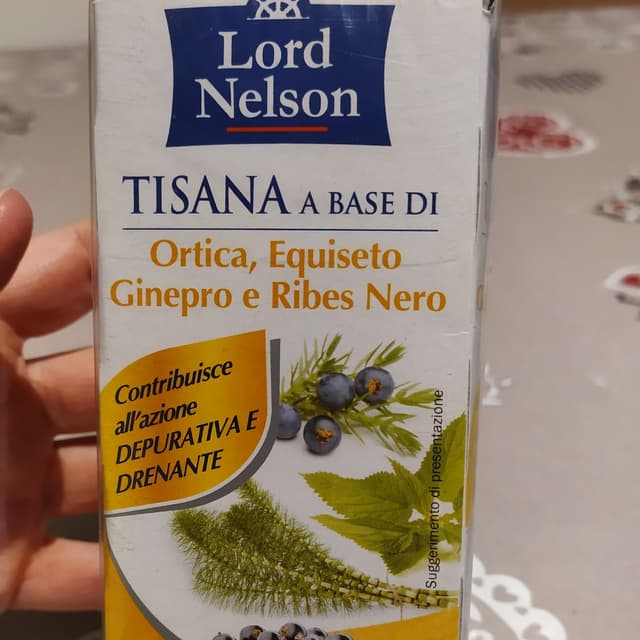 Lord
Nelson
TISANA A BASE DI
Ortica, Equiseto
Ginepro e Ribes Nero
Contribuisce
all'azione
DEPURATIVA E
DRENANTE
Suggerimento di presentazione